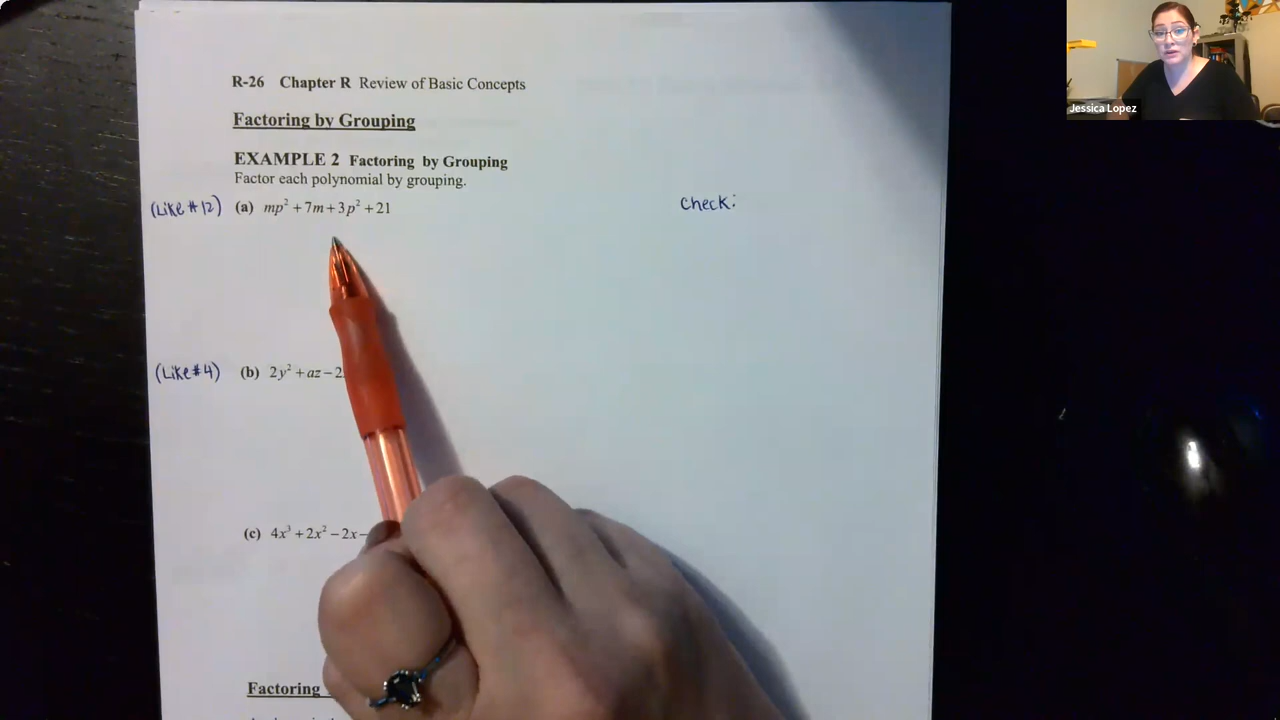 Jessica Lopez
R-26 Chapter R Review of Basic Concepts
Factoring by Grouping
EXAMPLE 2 Factoring by Grouping
Factor each polynomial by grouping.
(Like #12) (a) mp² + 7m + 3p² + 21 Check:
(Like #4) (b) 2y² + az − 2
(c) 4x³ + 2x² − 2x −
Factoring